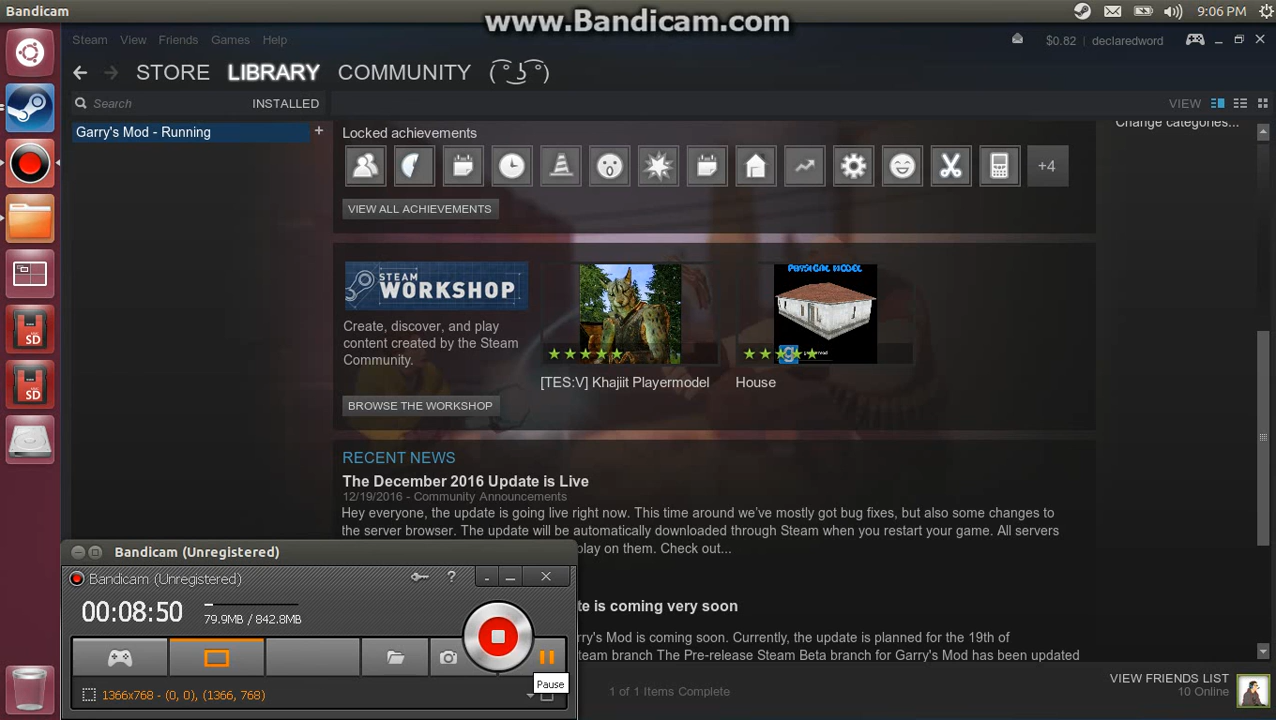 Bandicam
www.Bandicam.com
9:06 PM
Steam View Friends Games Help
$0.82 declaredword
STORE LIBRARY COMMUNITY ( ͡° ͜ʖ ͡°)
Search INSTALLED VIEW
Garry's Mod - Running +
Change categories...
Locked achievements
+4
VIEW ALL ACHIEVEMENTS
STEAM
WORKSHOP
PHYSICAL MODEL
Create, discover, and play
content created by the Steam
Community.
[TES:V] Khajiit Playermodel
House
BROWSE THE WORKSHOP
RECENT NEWS
The December 2016 Update is Live
12/19/2016 - Community Announcements
Hey everyone, the update is going live right now. This time around we've mostly got bug fixes, but also some changes to
the server browser. The update will be automatically downloaded through Steam when you restart your game. All servers
play on them. Check out...
te is coming very soon
rry's Mod is coming soon. Currently, the update is planned for the 19th of
team branch The Pre-release Steam Beta branch for Garry's Mod has been updated
Bandicam (Unregistered)
Bandicam (Unregistered)
00:08:50
79.9MB / 842.8MB
Pause
1366x768 - (0, 0), (1366, 768)
1 of 1 Items Complete
VIEW FRIENDS LIST
10 Online
SD
SD